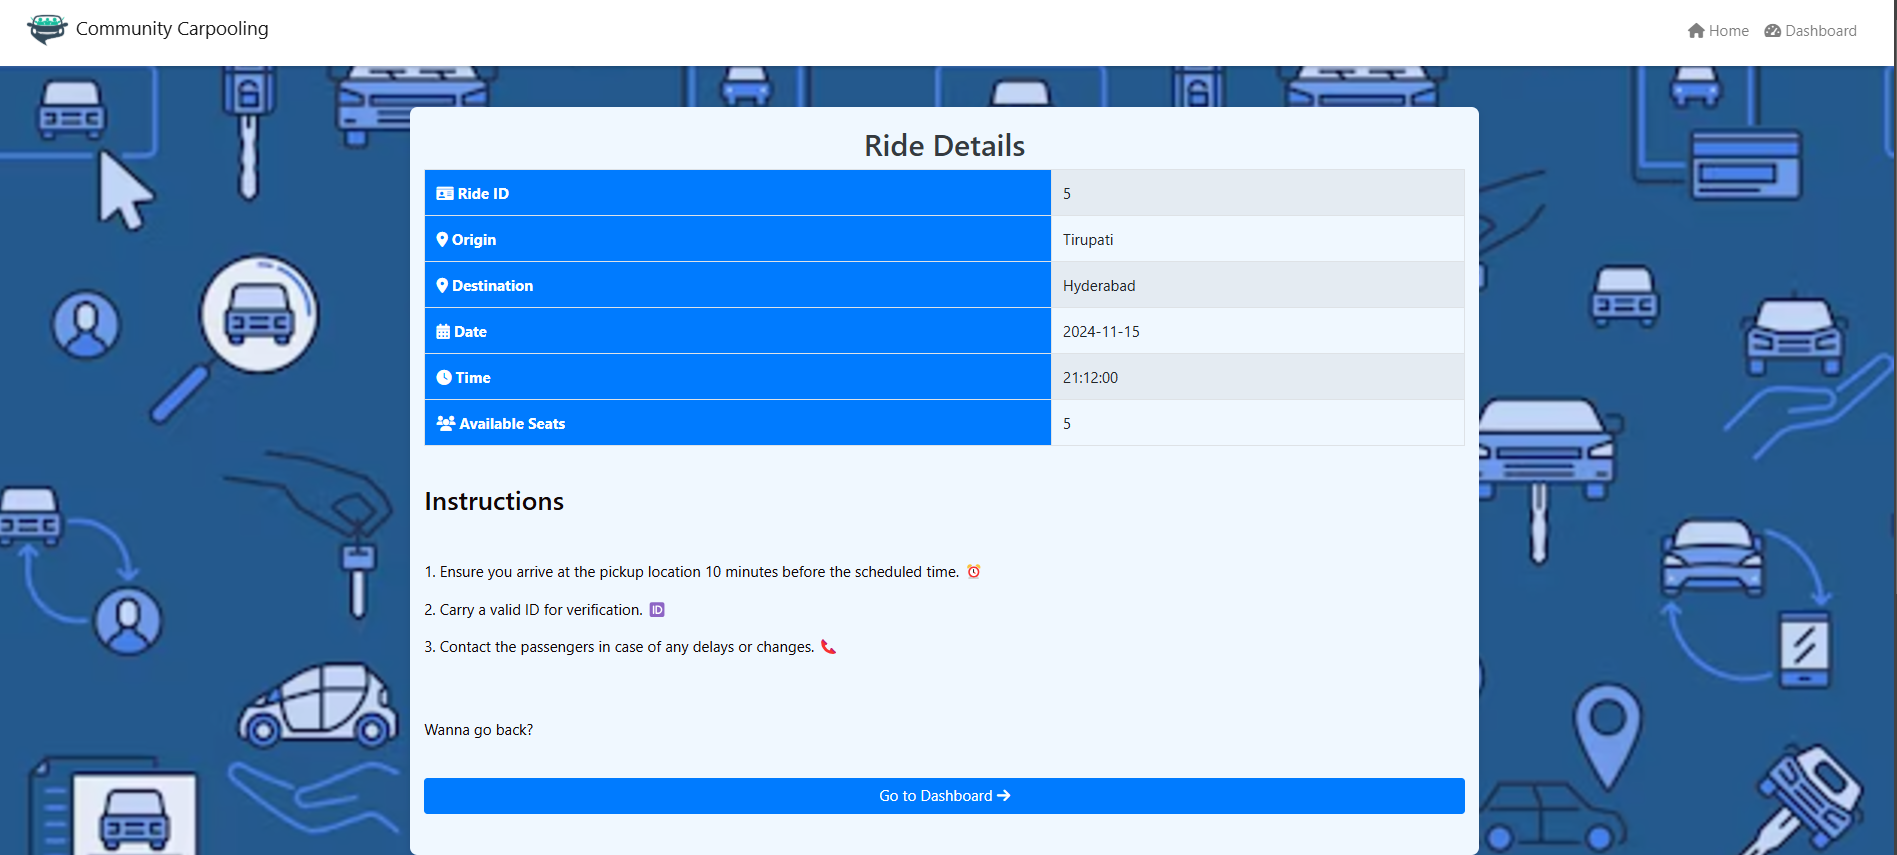 Community Carpooling
Home Dashboard
Ride Details
Ride ID 5
Origin Tirupati
Destination Hyderabad
Date 2024-11-15
Time 21:12:00
Available Seats 5
Instructions
1. Ensure you arrive at the pickup location 10 minutes before the scheduled time. ⏰
2. Carry a valid ID for verification. 🆔
3. Contact the passengers in case of any delays or changes. 📞
Wanna go back?
Go to Dashboard →